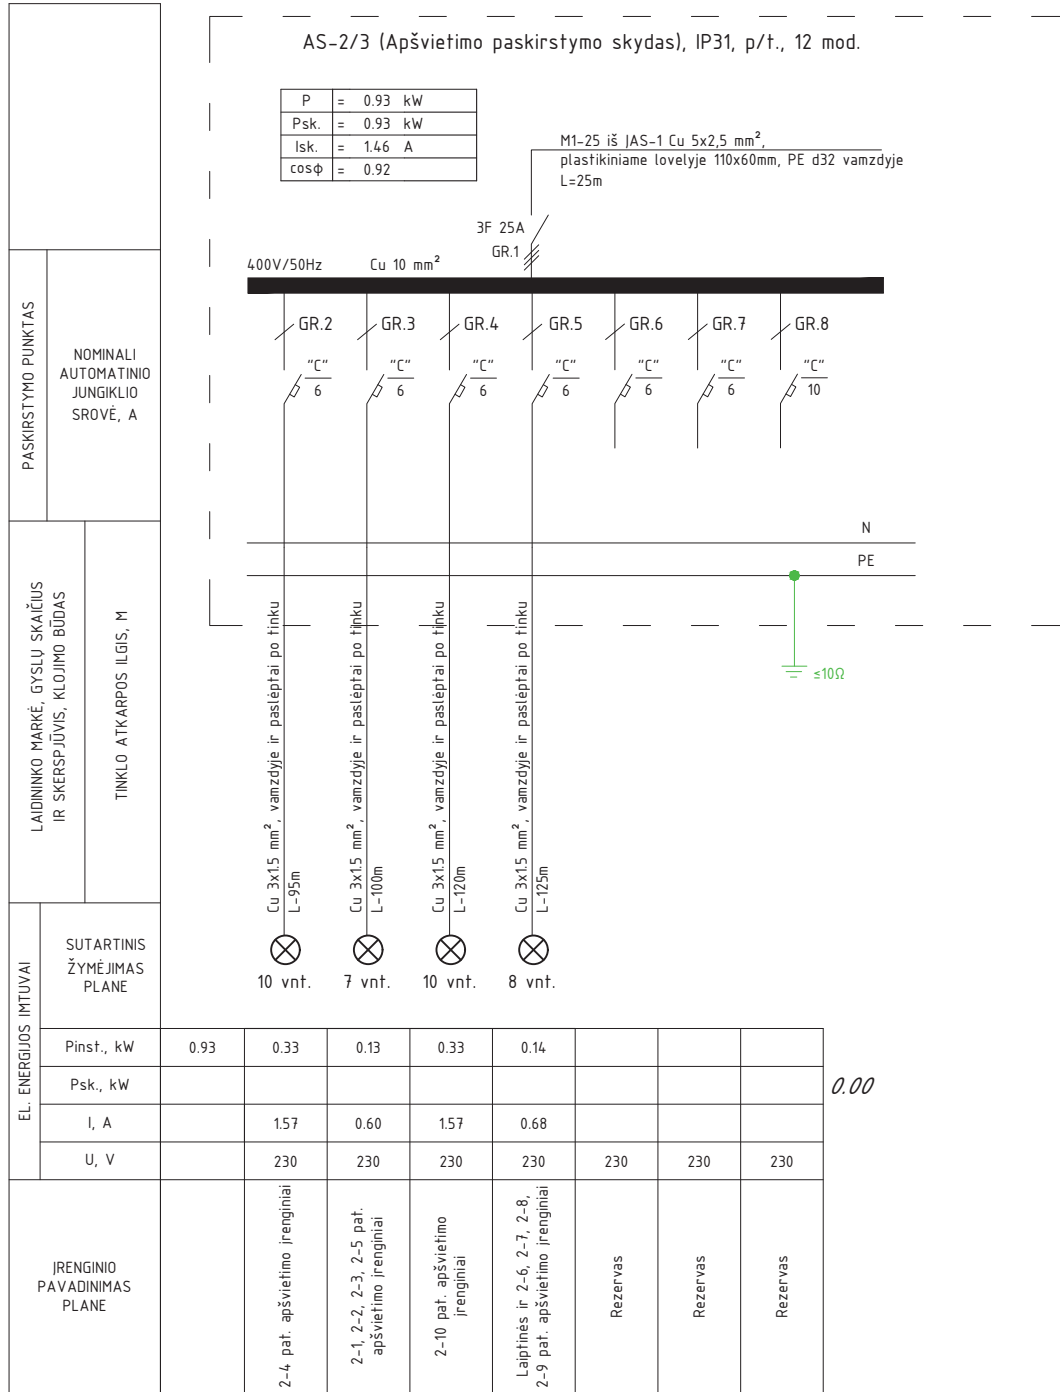 AS-2/3 (Apšvietimo paskirstymo skydas), IP31, p/t., 12 mod.
P = 0.93 kW
Psk. = 0.93 kW
Isk. = 1.46 A
cosφ = 0.92
M1-25 iš ĮAS-1 Cu 5x2,5 mm²,
plastikiniame lovelyje 110x60mm, PE d32 vamzdyje
L=25m
3F 25A
GR.1
400V/50Hz Cu 10 mm²
PASKIRSTYMO PUNKTAS
NOMINALI
AUTOMATINIO
JUNGIKLIO
SROVĖ, A
GR.2 GR.3 GR.4 GR.5 GR.6 GR.7 GR.8
"C" "C" "C" "C" "C" "C" "C"
6 6 6 6 6 6 10
N
PE
≤10Ω
LAIDININKO MARKĖ, GYSLŲ SKAIČIUS
IR SKERSPJŪVIS, KLOJIMO BŪDAS
TINKLO ATKARPOS ILGIS, M
Cu 3x1.5 mm², vamzdyje ir paslėptai po tinku
L-95m
Cu 3x1.5 mm², vamzdyje ir paslėptai po tinku
L-100m
Cu 3x1.5 mm², vamzdyje ir paslėptai po tinku
L-120m
Cu 3x1.5 mm², vamzdyje ir paslėptai po tinku
L-125m
EL. ENERGIJOS IMTUVAI
SUTARTINIS
ŽYMĖJIMAS
PLANE
10 vnt. 7 vnt. 10 vnt. 8 vnt.
Pinst., kW 0.93 0.33 0.13 0.33 0.14
Psk., kW 0.00
I, A 1.57 0.60 1.57 0.68
U, V 230 230 230 230 230 230 230
ĮRENGINIO
PAVADINIMAS
PLANE
2-4 pat. apšvietimo įrenginiai
2-1, 2-2, 2-3, 2-5 pat.
apšvietimo įrenginiai
2-10 pat. apšvietimo
įrenginiai
Laiptinės ir 2-6, 2-7, 2-8,
2-9 pat. apšvietimo įrenginiai
Rezervas
Rezervas
Rezervas